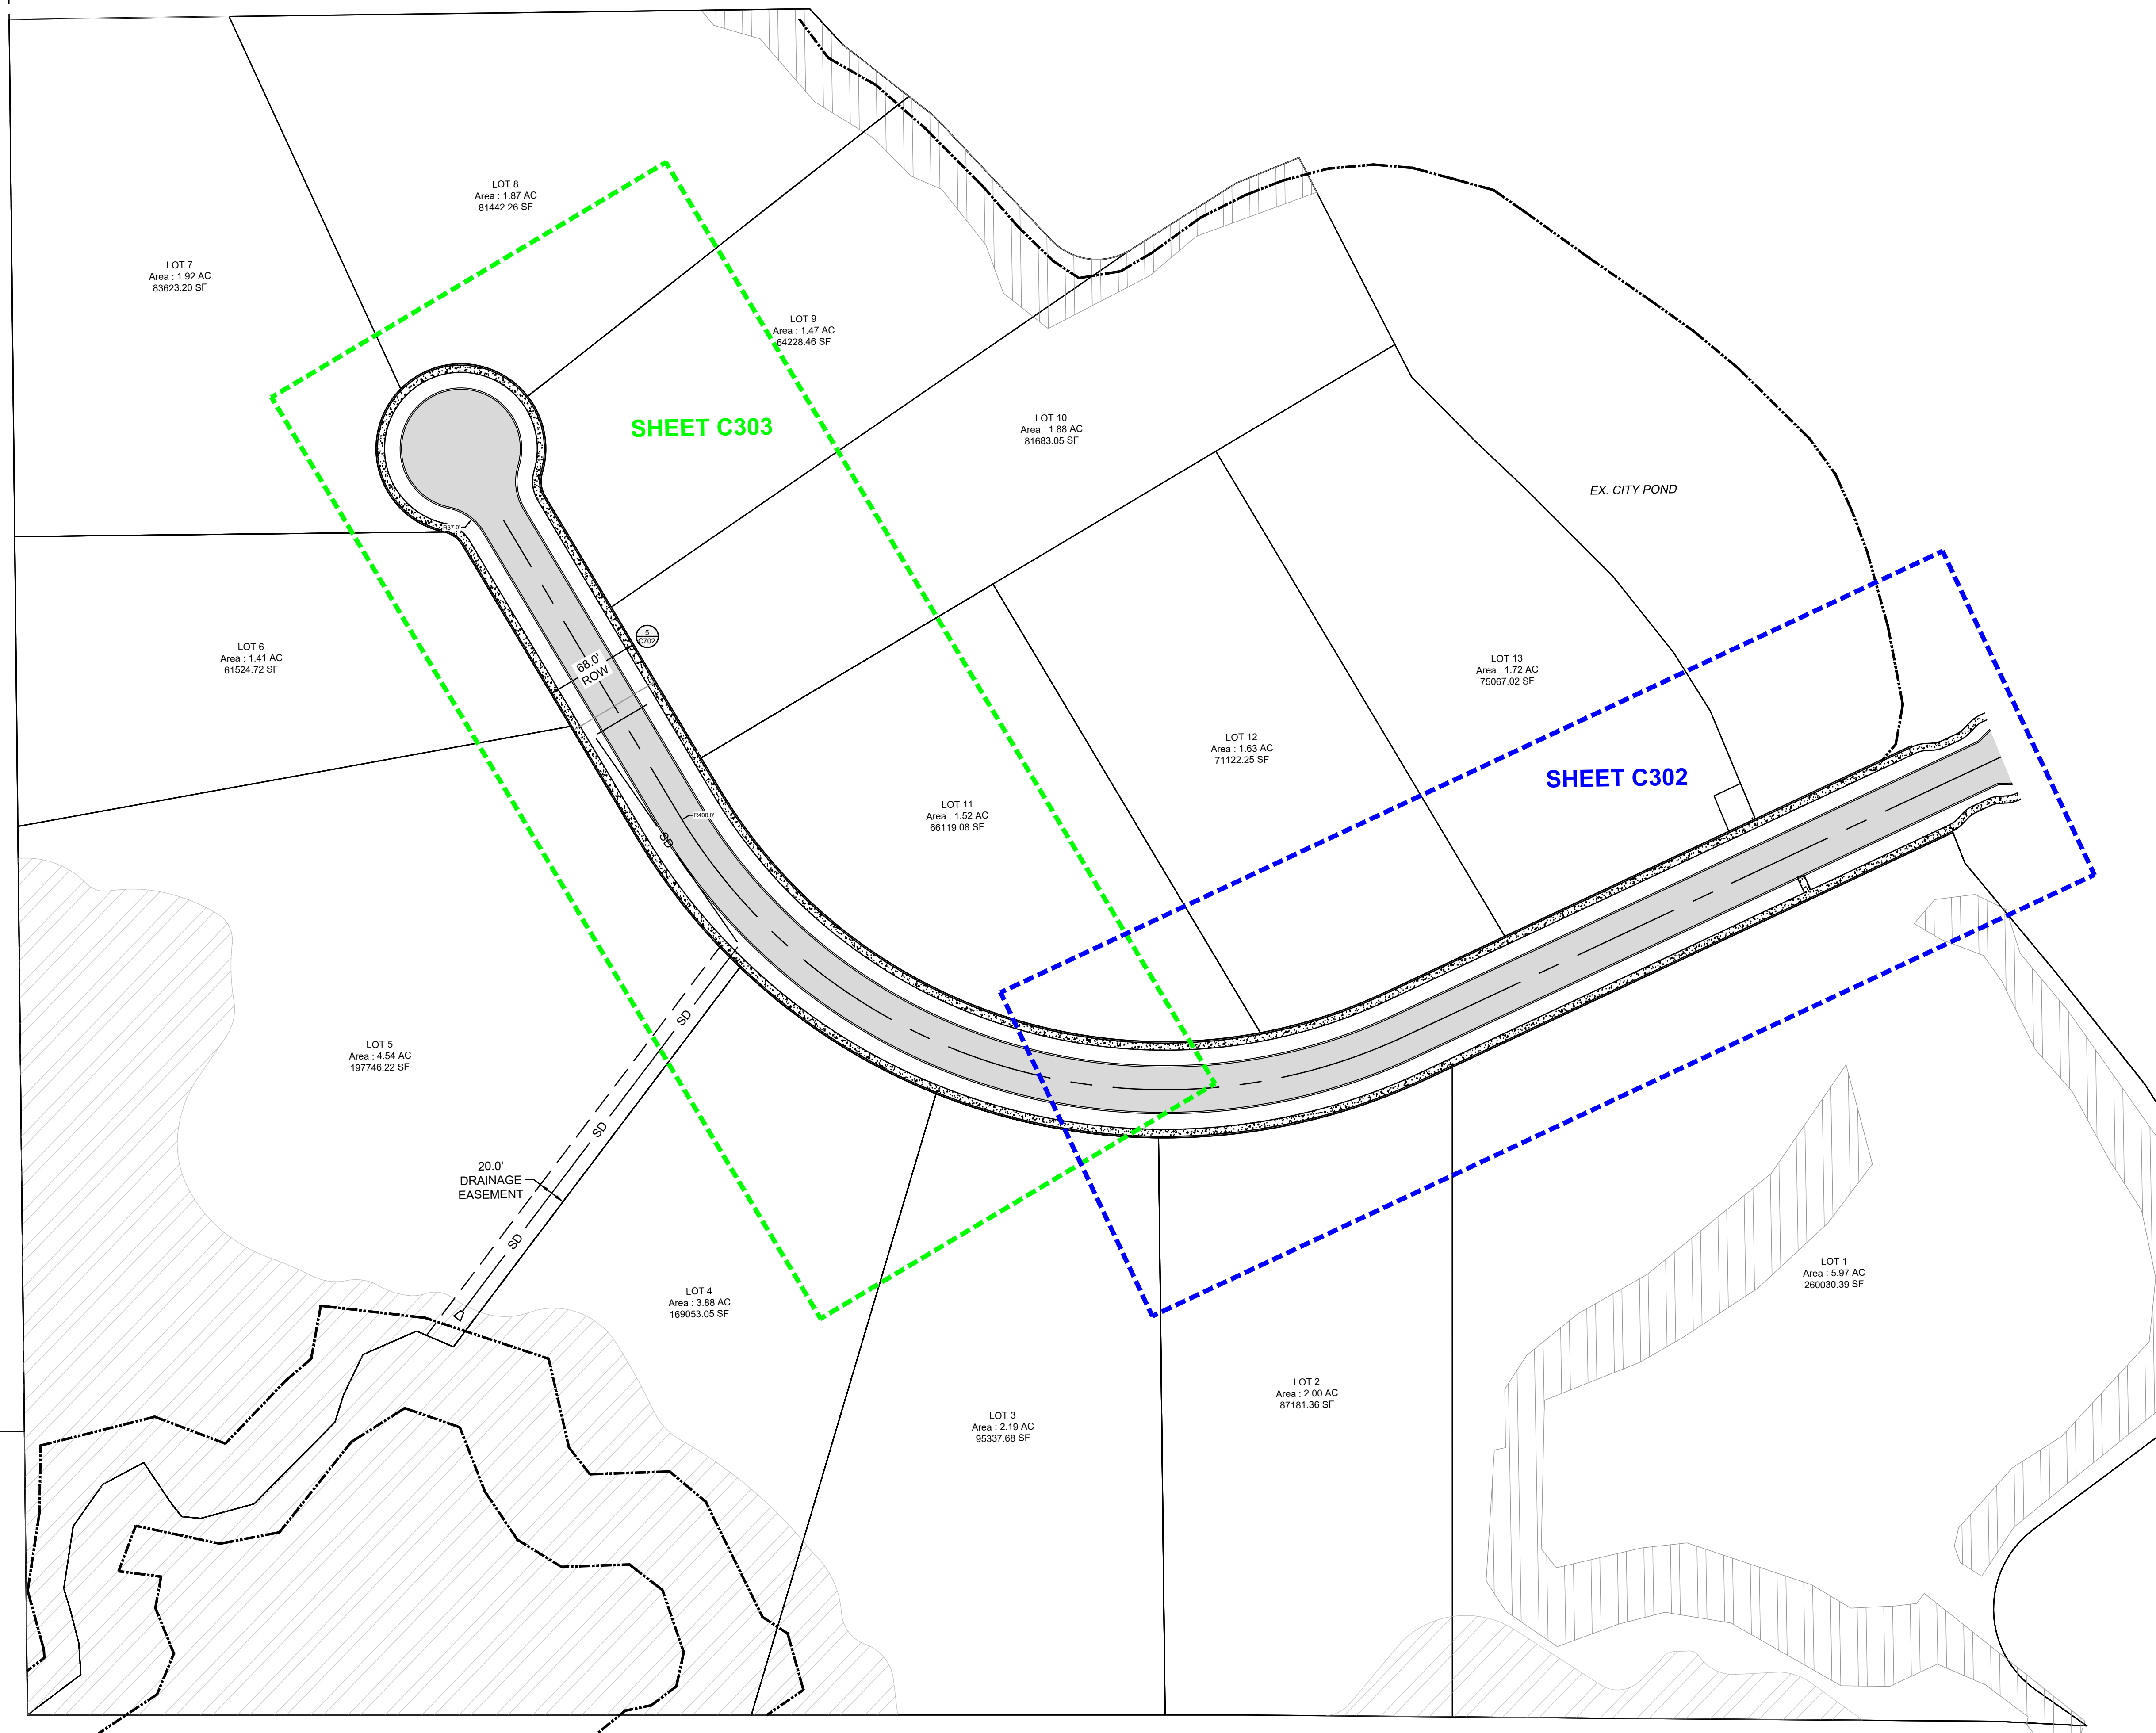 LOT 8
Area : 1.87 AC
81442.26 SF
LOT 7
Area : 1.92 AC
83623.20 SF
LOT 9
Area : 1.47 AC
64228.46 SF
SHEET C303
LOT 10
Area : 1.88 AC
81683.05 SF
EX. CITY POND
R37.0'
5
C702
LOT 6
Area : 1.41 AC
61524.72 SF
68.0'
ROW
LOT 13
Area : 1.72 AC
75067.02 SF
LOT 12
Area : 1.63 AC
71122.25 SF
SHEET C302
LOT 11
Area : 1.52 AC
66119.08 SF
R400.0'
SD
SD
LOT 5
Area : 4.54 AC
197746.22 SF
SD
20.0'
DRAINAGE
EASEMENT
SD
LOT 4
Area : 3.88 AC
169053.05 SF
LOT 1
Area : 5.97 AC
260030.39 SF
LOT 2
Area : 2.00 AC
87181.36 SF
LOT 3
Area : 2.19 AC
95337.68 SF